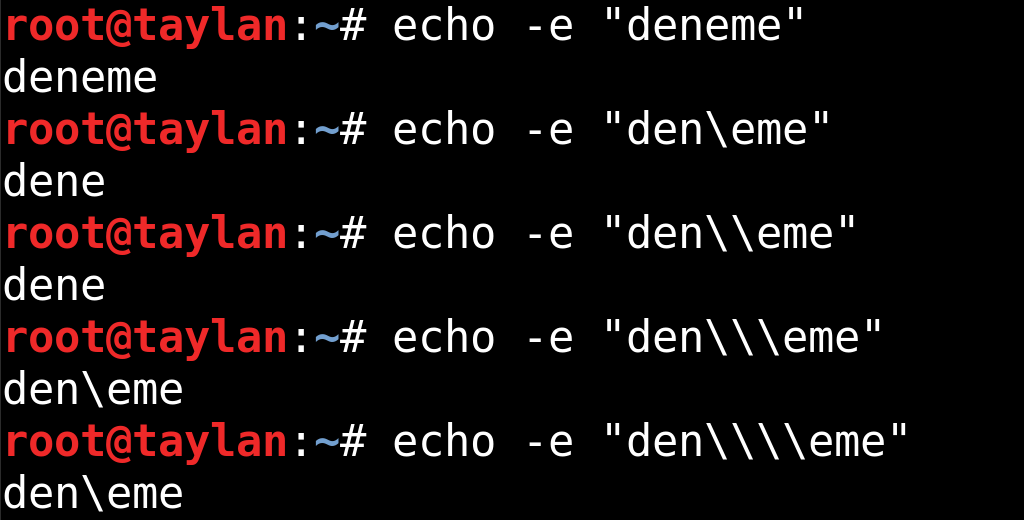 root@taylan:~# echo -e "deneme"
deneme
root@taylan:~# echo -e "den\eme"
dene
root@taylan:~# echo -e "den\\eme"
dene
root@taylan:~# echo -e "den\\\eme"
den\eme
root@taylan:~# echo -e "den\\\\eme"
den\eme